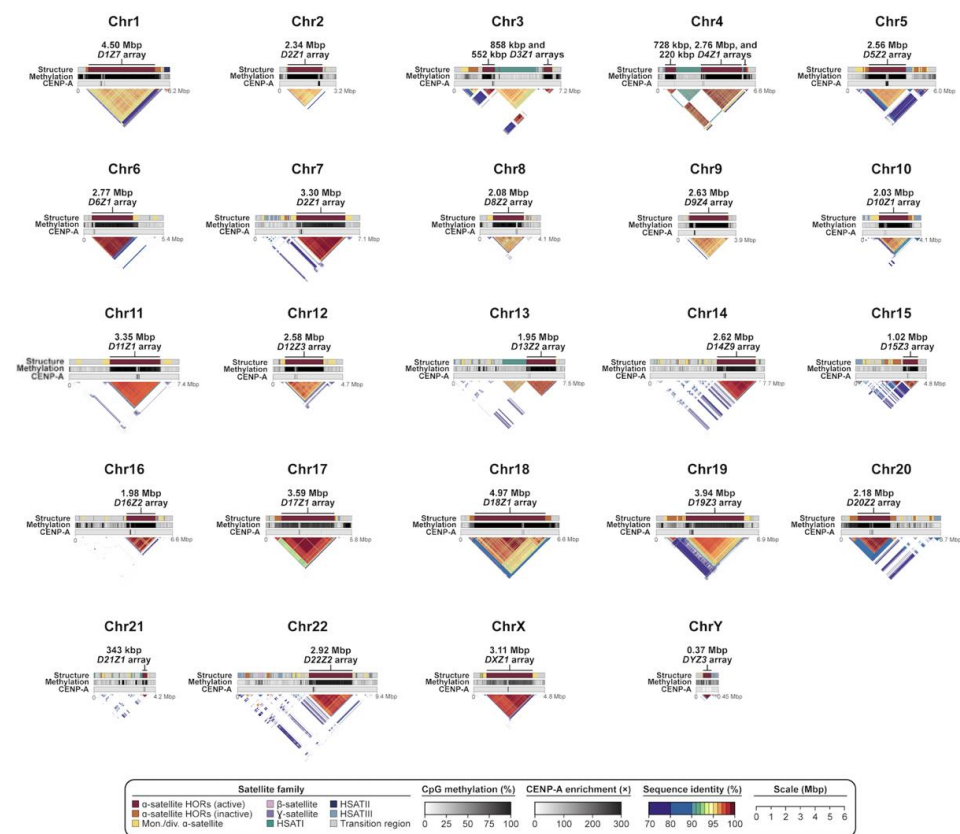 Chr1
4.50 Mbp
D1Z7 array
Structure
Methylation
CENP-A
0
6.2 Mbp
Chr2
2.34 Mbp
D2Z1 array
Structure
Methylation
CENP-A
0
3.2 Mbp
Chr3
858 kbp and
552 kbp D3Z1 arrays
Structure
Methylation
CENP-A
0
7.2 Mbp
Chr4
728 kbp, 2.76 Mbp, and
220 kbp D4Z1 array
Structure
Methylation
CENP-A
0
6.6 Mbp
Chr5
2.56 Mbp
D5Z2 array
Structure
Methylation
CENP-A
0
6.0 Mbp
Chr6
2.77 Mbp
D6Z1 array
Structure
Methylation
CENP-A
0
5.4 Mbp
Chr7
3.30 Mbp
D2Z1 array
Structure
Methylation
CENP-A
0
7.1 Mbp
Chr8
2.08 Mbp
D8Z2 array
Structure
Methylation
CENP-A
0
4.1 Mbp
Chr9
2.63 Mbp
D9Z4 array
Structure
Methylation
CENP-A
0
3.9 Mbp
Chr10
2.03 Mbp
D10Z1 array
Structure
Methylation
CENP-A
0
4.1 Mbp
Chr11
3.35 Mbp
D11Z1 array
Structure
Methylation
CENP-A
0
7.4 Mbp
Chr12
2.58 Mbp
D12Z3 array
Structure
Methylation
CENP-A
0
4.7 Mbp
Chr13
1.95 Mbp
D13Z2 array
Structure
Methylation
CENP-A
0
7.5 Mbp
Chr14
2.62 Mbp
D14Z9 array
Structure
Methylation
CENP-A
0
7.7 Mbp
Chr15
1.02 Mbp
D15Z3 array
Structure
Methylation
CENP-A
0
4.8 Mbp
Chr16
1.98 Mbp
D16Z2 array
Structure
Methylation
CENP-A
0
6.6 Mbp
Chr17
3.59 Mbp
D17Z1 array
Structure
Methylation
CENP-A
0
5.8 Mbp
Chr18
4.97 Mbp
D18Z1 array
Structure
Methylation
CENP-A
0
6.6 Mbp
Chr19
3.94 Mbp
D19Z3 array
Structure
Methylation
CENP-A
0
6.9 Mbp
Chr20
2.18 Mbp
D20Z2 array
Structure
Methylation
CENP-A
0
Mbp
Chr21
343 kbp
D21Z1 array
Structure
Methylation
CENP-A
0
4.2 Mbp
Chr22
2.92 Mbp
D22Z2 array
Structure
Methylation
CENP-A
0
9.4 Mbp
ChrX
3.11 Mbp
DXZ1 array
Structure
Methylation
CENP-A
0
4.8 Mbp
ChrY
0.37 Mbp
DYZ3 array
Structure
Methylation
CENP-A
0
0.45 Mbp
Satellite family
α-satellite HORs (active)
α-satellite HORs (inactive)
Mon./div. α-satellite
β-satellite
γ-satellite
HSATI
HSATII
HSATIII
Transition region
CpG methylation (%)
0 25 50 75 100
CENP-A enrichment (×)
0 100 200 300
Sequence identity (%)
70 80 90 95 100
Scale (Mbp)
0 1 2 3 4 5 6